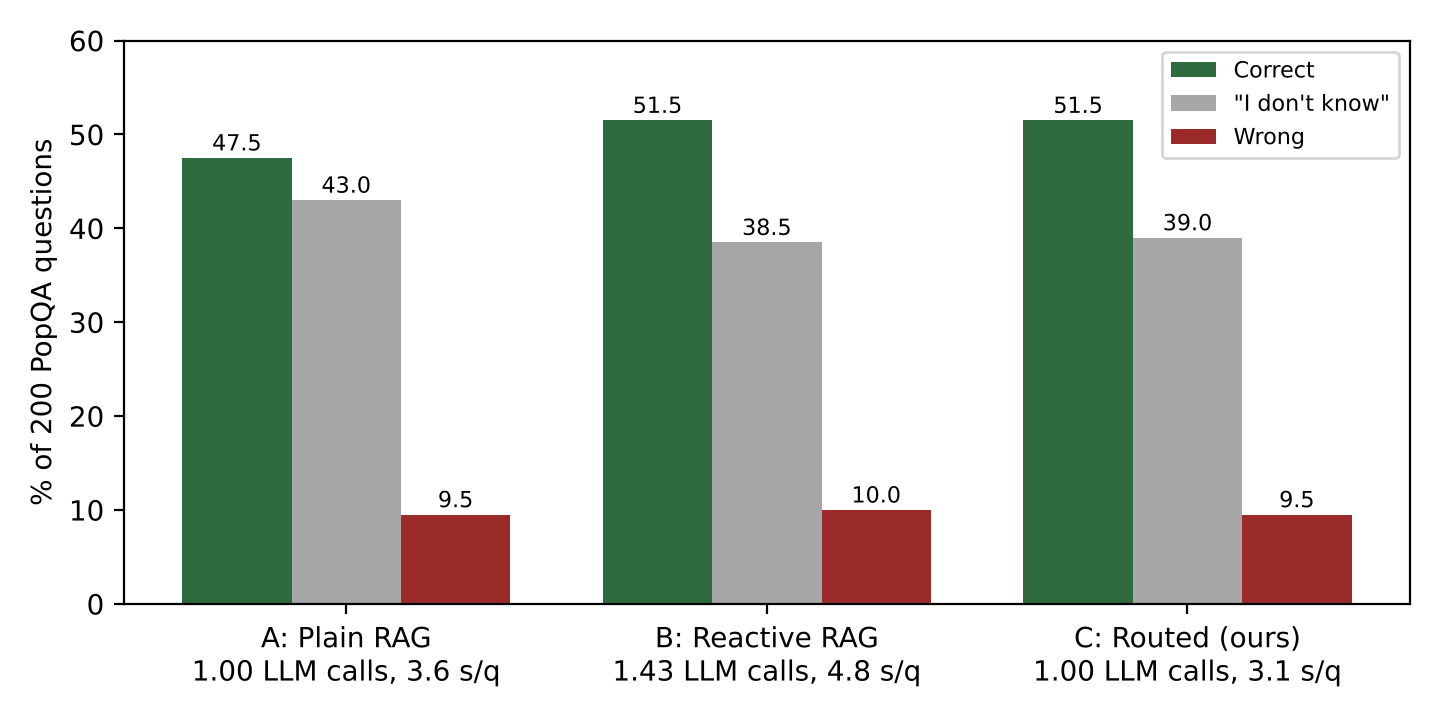 60
50
40
30
20
10
0
% of 200 PopQA questions
Correct
"I don't know"
Wrong
47.5
43.0
9.5
51.5
38.5
10.0
51.5
39.0
9.5
A: Plain RAG
1.00 LLM calls, 3.6 s/q
B: Reactive RAG
1.43 LLM calls, 4.8 s/q
C: Routed (ours)
1.00 LLM calls, 3.1 s/q